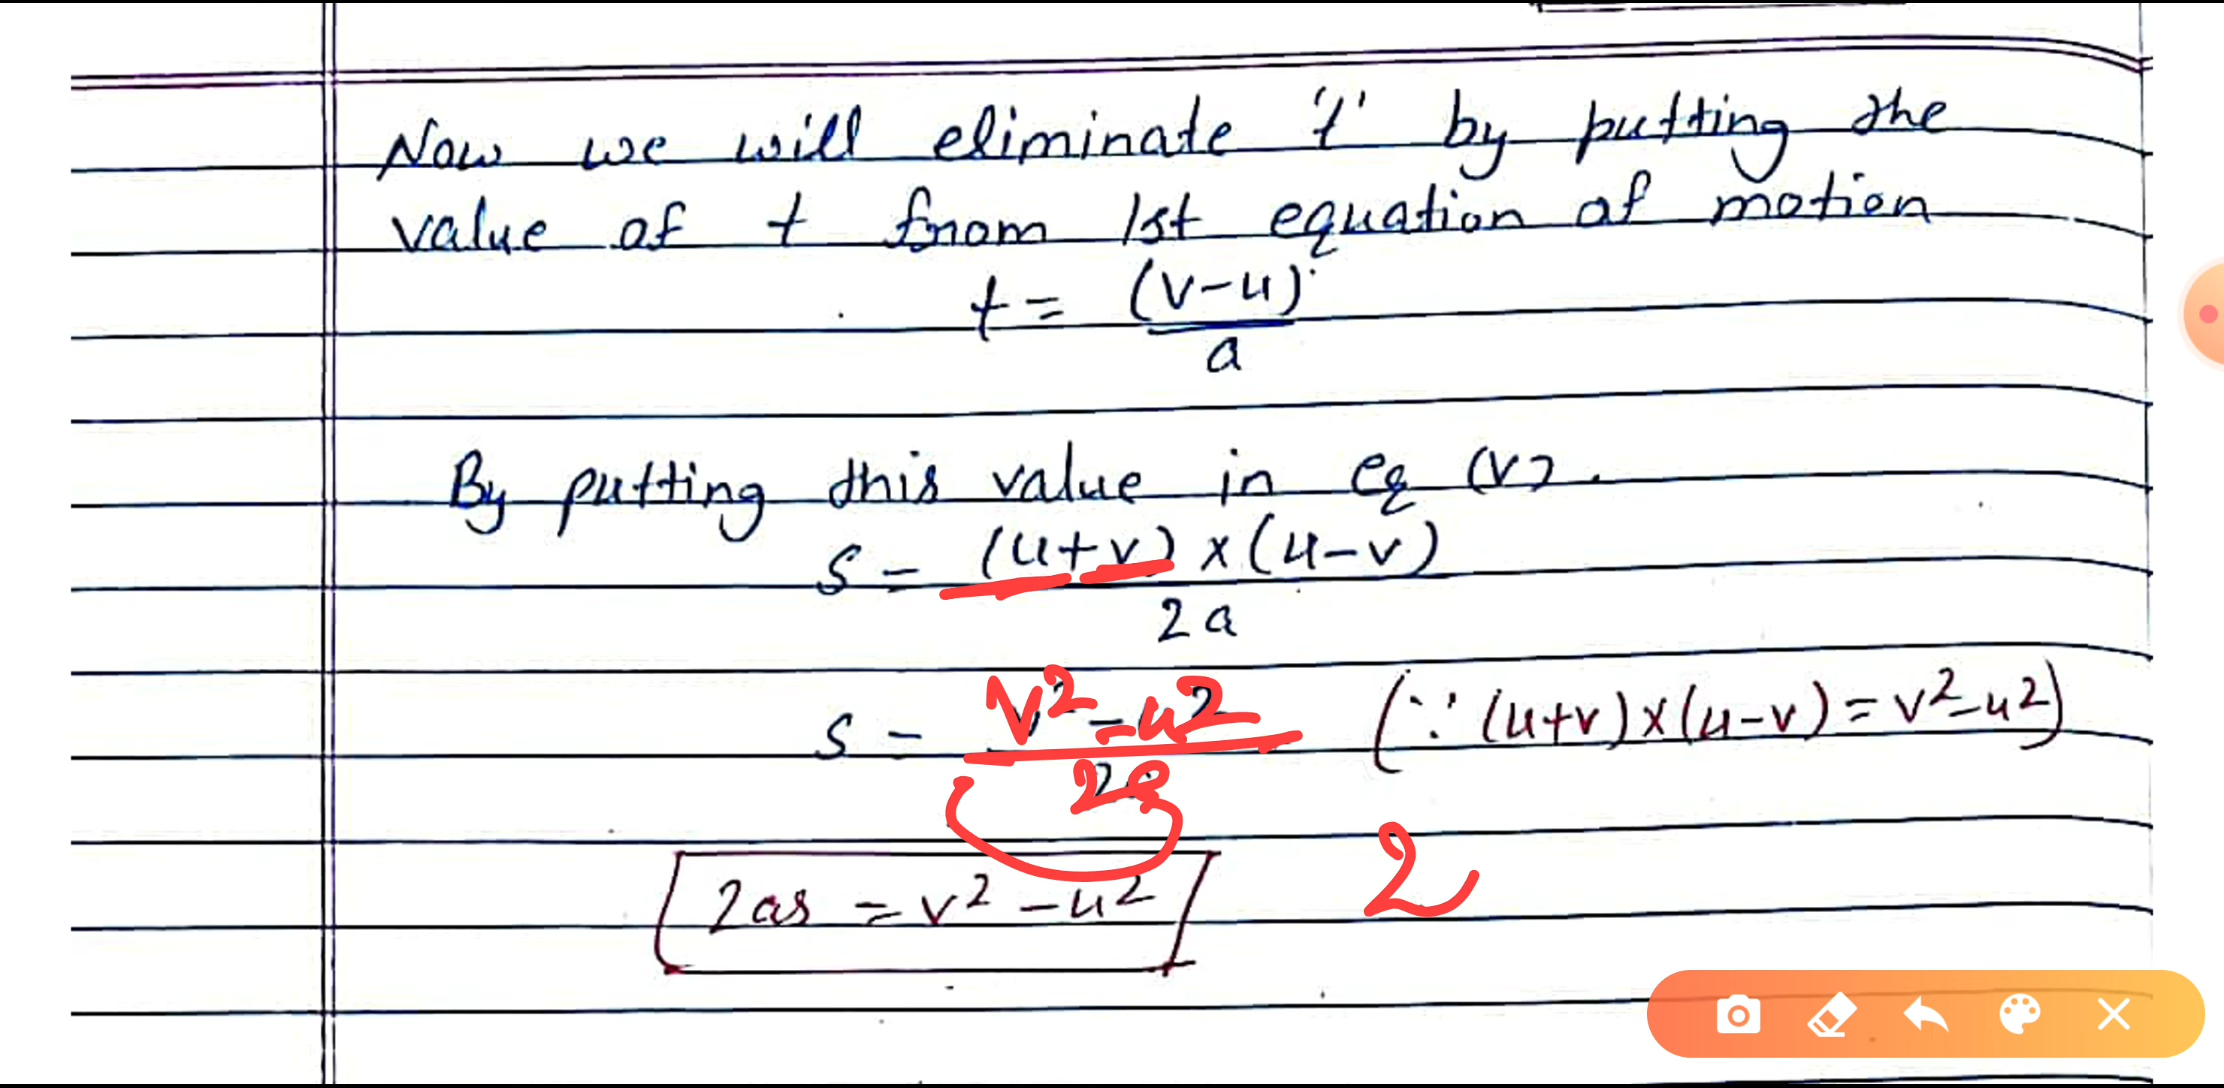 Now we will eliminate 't' by putting the
value of t from 1st equation of motion
t = (v-u)
a
By putting this value in eq (v).
s = (u+v) x (u-v)
2a
s = v² - u² (∵ (u+v)x(u-v) = v²-u²)
2a
2as = v² - u² 2